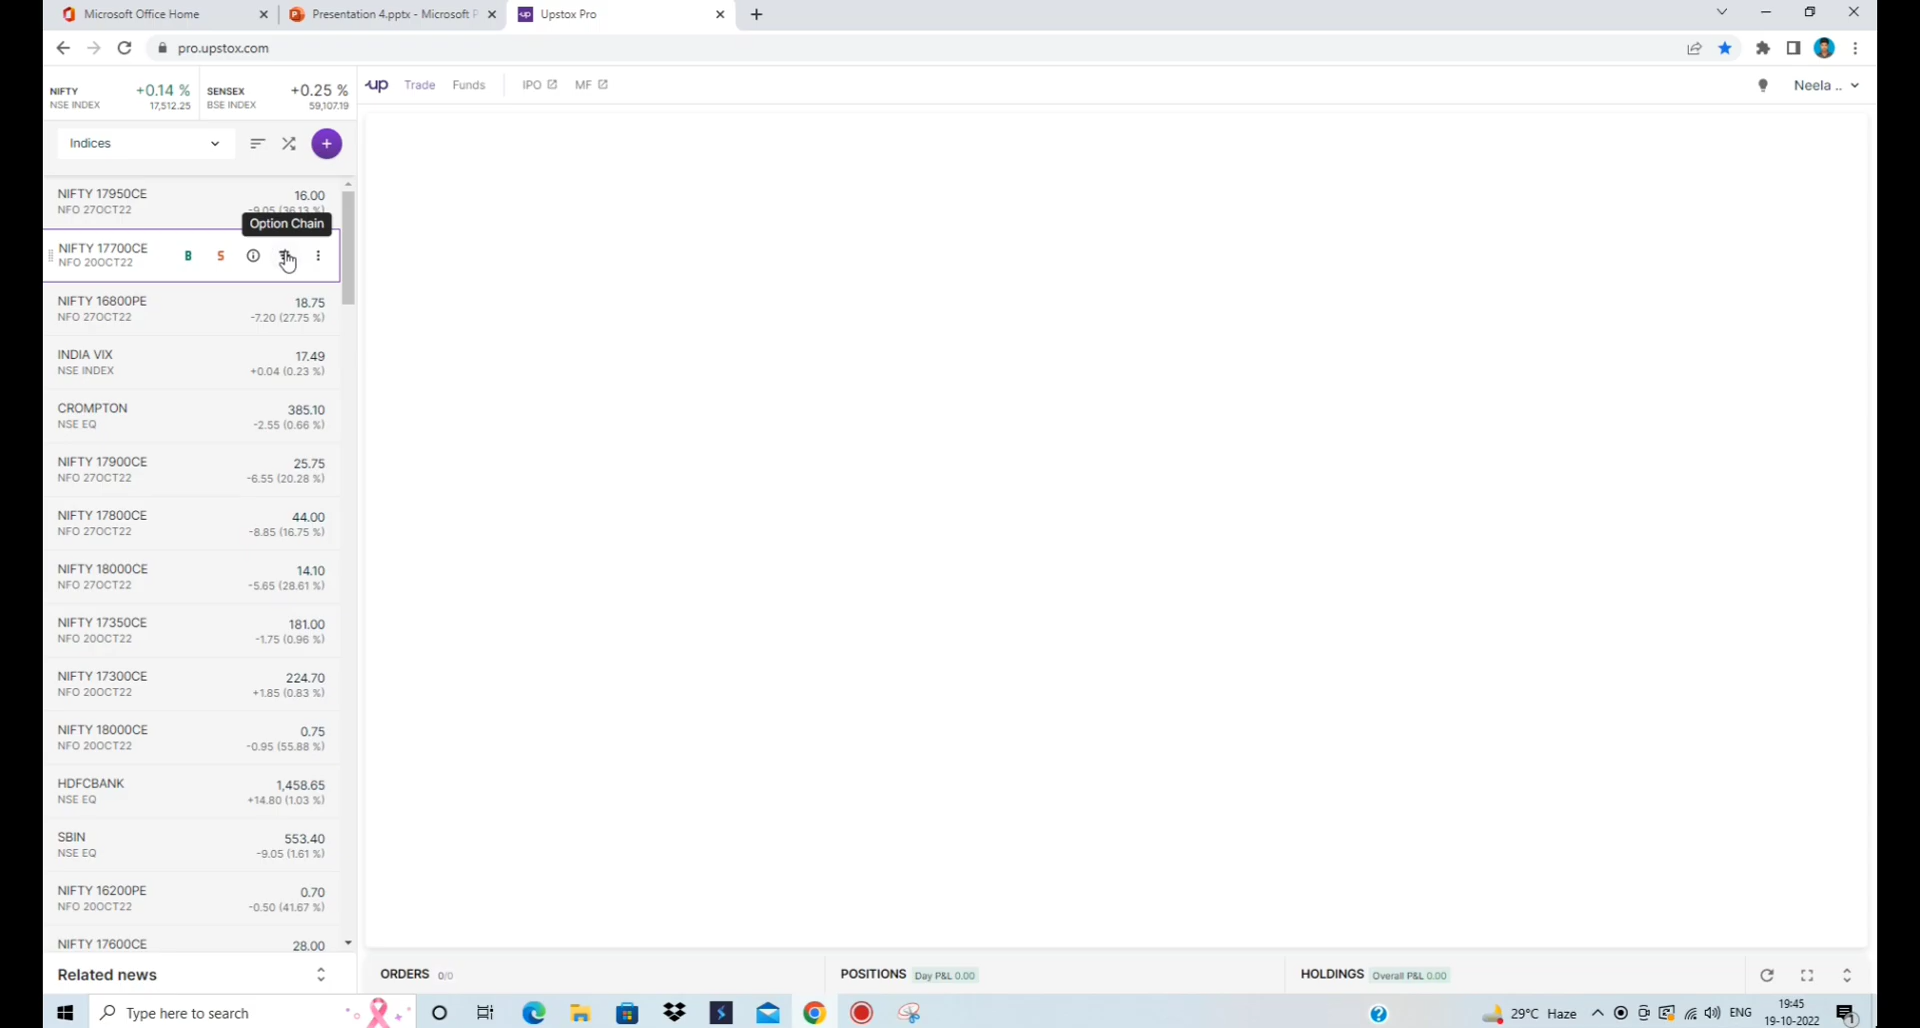 Microsoft Office Home
Presentation 4.pptx - Microsoft P
Upstox Pro
pro.upstox.com
NIFTY +0.14 %
NSE INDEX 17,512.25
SENSEX +0.25 %
BSE INDEX 59,107.19
up Trade Funds IPO MF
Neela ..
Indices
NIFTY 17950CE 16.00
NFO 27OCT22 -9.05 (36.13 %)
Option Chain
NIFTY 17700CE B S
NFO 20OCT22
NIFTY 16800PE 18.75
NFO 27OCT22 -7.20 (27.75 %)
INDIA VIX 17.49
NSE INDEX +0.04 (0.23 %)
CROMPTON 385.10
NSE EQ -2.55 (0.66 %)
NIFTY 17900CE 25.75
NFO 27OCT22 -6.55 (20.28 %)
NIFTY 17800CE 44.00
NFO 27OCT22 -8.85 (16.75 %)
NIFTY 18000CE 14.10
NFO 27OCT22 -5.65 (28.61 %)
NIFTY 17350CE 181.00
NFO 20OCT22 -1.75 (0.96 %)
NIFTY 17300CE 224.70
NFO 20OCT22 +1.85 (0.83 %)
NIFTY 18000CE 0.75
NFO 20OCT22 -0.95 (55.88 %)
HDFCBANK 1,458.65
NSE EQ +14.80 (1.03 %)
SBIN 553.40
NSE EQ -9.05 (1.61 %)
NIFTY 16200PE 0.70
NFO 20OCT22 -0.50 (41.67 %)
NIFTY 17600CE 28.00
Related news
ORDERS 0/0
POSITIONS Day P&L 0.00
HOLDINGS Overall P&L 0.00
Type here to search
29°C Haze
ENG
19:45
19-10-2022
1